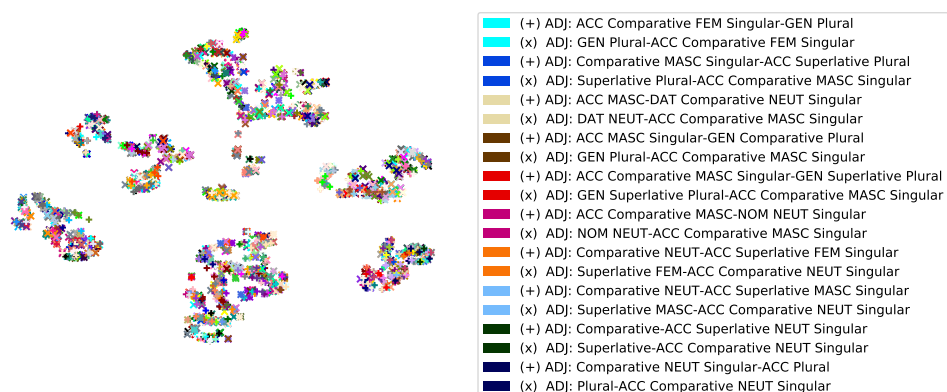 (+) ADJ: ACC Comparative FEM Singular-GEN Plural
(x) ADJ: GEN Plural-ACC Comparative FEM Singular
(+) ADJ: Comparative MASC Singular-ACC Superlative Plural
(x) ADJ: Superlative Plural-ACC Comparative MASC Singular
(+) ADJ: ACC MASC-DAT Comparative NEUT Singular
(x) ADJ: DAT NEUT-ACC Comparative MASC Singular
(+) ADJ: ACC MASC Singular-GEN Comparative Plural
(x) ADJ: GEN Plural-ACC Comparative MASC Singular
(+) ADJ: ACC Comparative MASC Singular-GEN Superlative Plural
(x) ADJ: GEN Superlative Plural-ACC Comparative MASC Singular
(+) ADJ: ACC Comparative MASC-NOM NEUT Singular
(x) ADJ: NOM NEUT-ACC Comparative MASC Singular
(+) ADJ: Comparative NEUT-ACC Superlative FEM Singular
(x) ADJ: Superlative FEM-ACC Comparative NEUT Singular
(+) ADJ: Comparative NEUT-ACC Superlative MASC Singular
(x) ADJ: Superlative MASC-ACC Comparative NEUT Singular
(+) ADJ: Comparative-ACC Superlative NEUT Singular
(x) ADJ: Superlative-ACC Comparative NEUT Singular
(+) ADJ: Comparative NEUT Singular-ACC Plural
(x) ADJ: Plural-ACC Comparative NEUT Singular